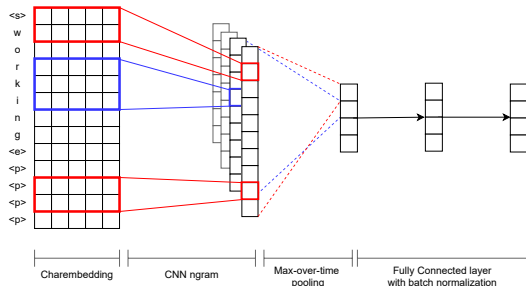 <s>
w
o
r
k
i
n
g
<e>
<p>
<p>
<p>
<p>
Charembedding
CNN ngram
Max-over-time
pooling
Fully Connected layer
with batch normalization